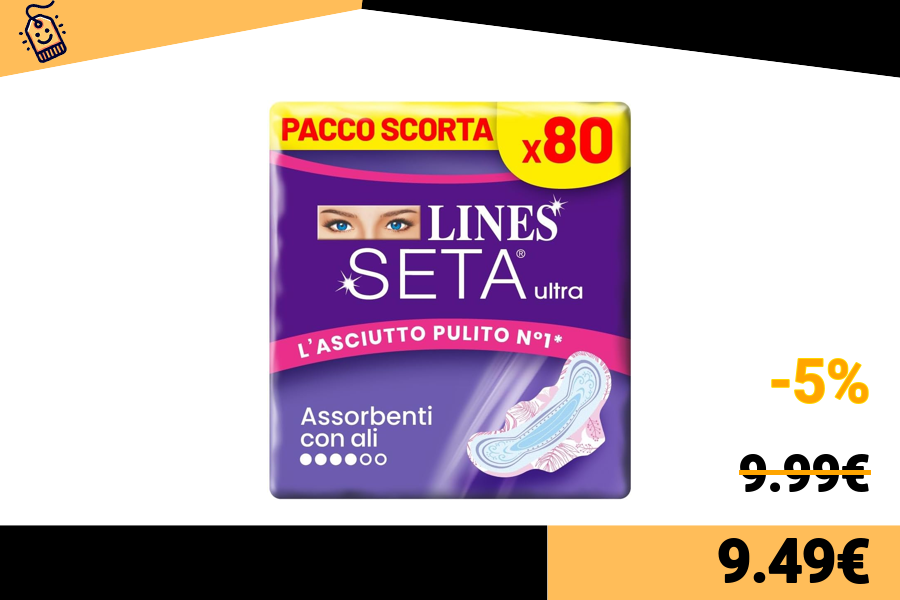 PACCO SCORTA
x80
LINES
SETA® ultra
L'ASCIUTTO PULITO N°1*
Assorbenti
con ali
-5%
9.99€
9.49€